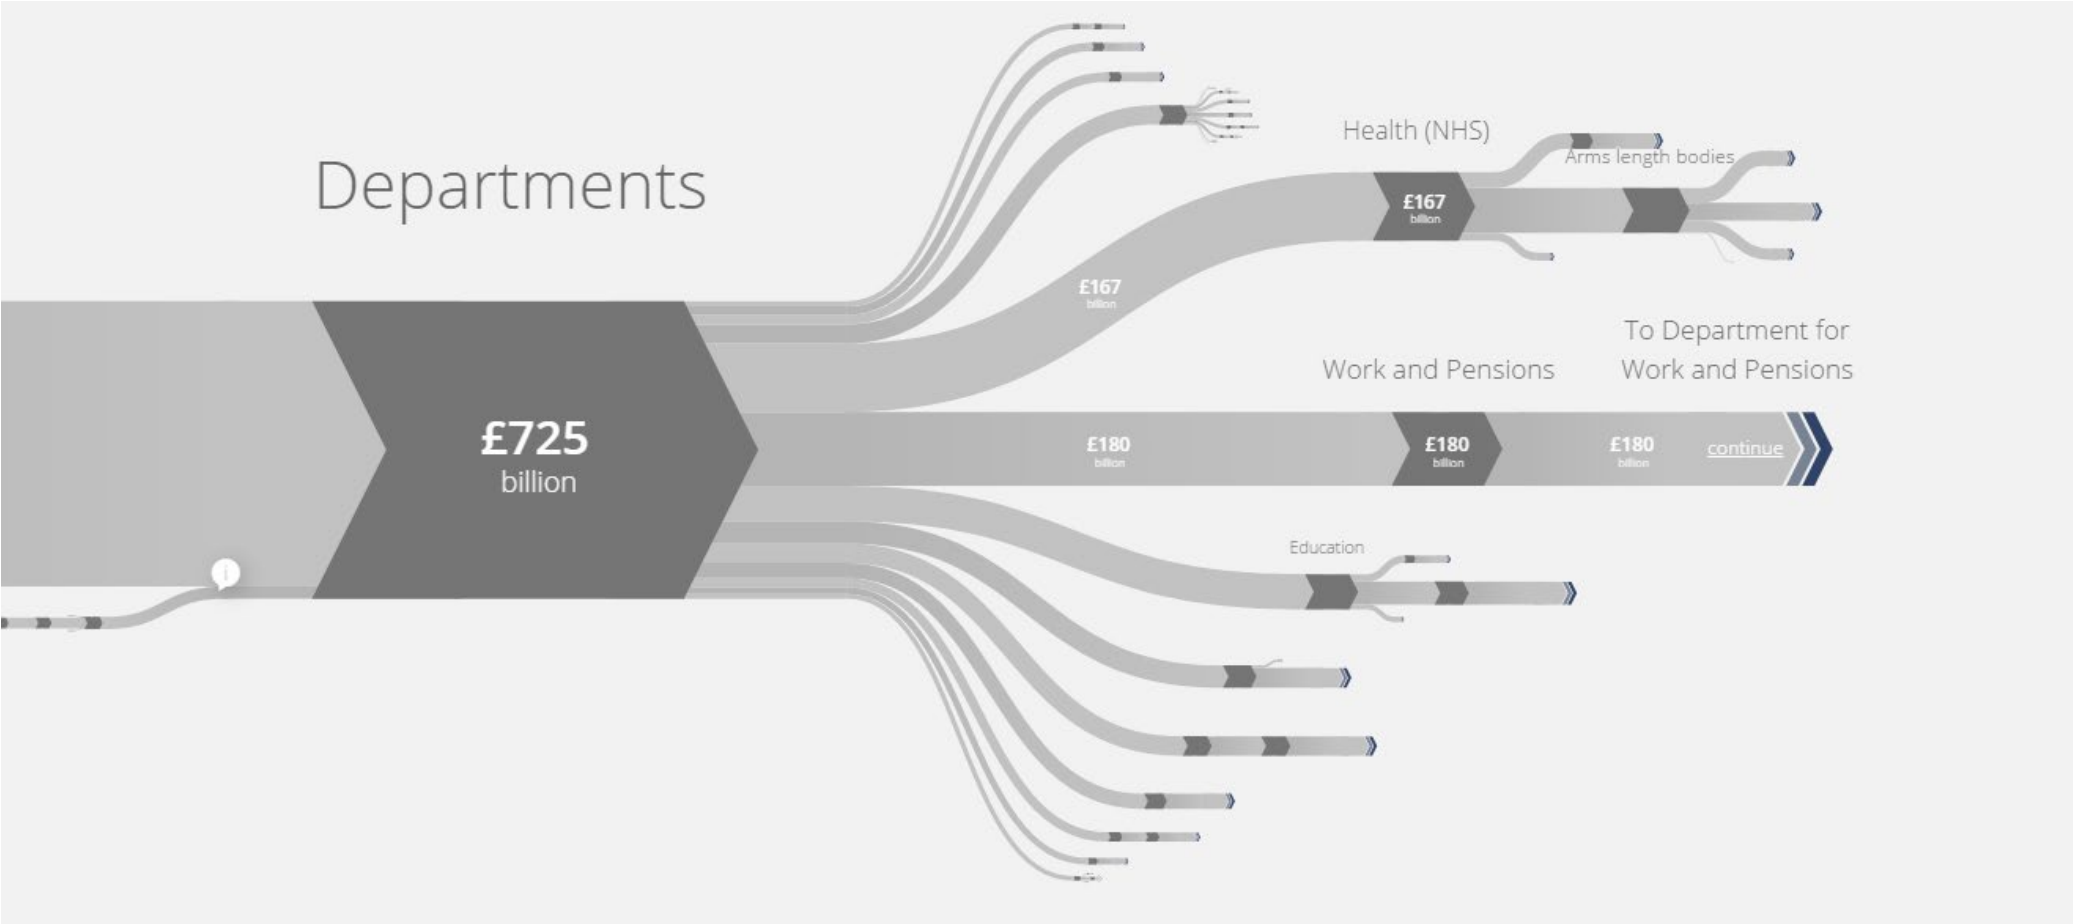 Departments
£725
billion
i
£167
billion
Health (NHS)
£167
billion
Arms length bodies
Work and Pensions
To Department for
Work and Pensions
£180
billion
£180
billion
£180
billion
continue
Education